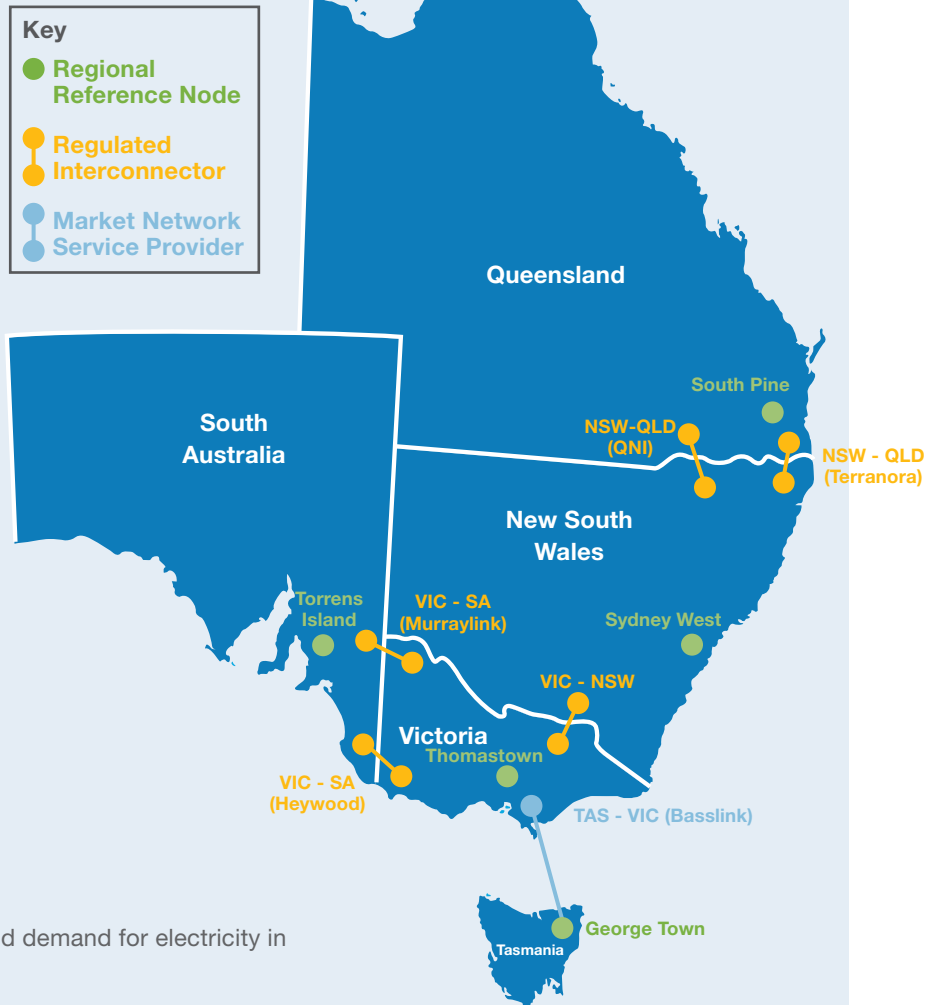 Key
Regional
Reference Node
Regulated
Interconnector
Market Network
Service Provider
Queensland
South Pine
South
Australia
NSW-QLD
(QNI)
NSW - QLD
(Terranora)
New South
Wales
Torrens
Island
VIC - SA
(Murraylink)
Sydney West
VIC - NSW
Victoria
Thomastown
VIC - SA
(Heywood)
TAS - VIC (Basslink)
George Town
Tasmania
d demand for electricity in